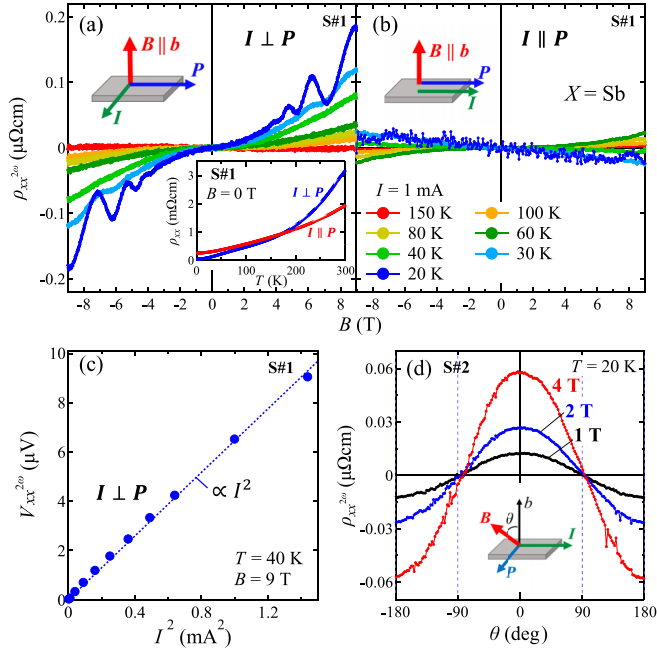 (a) I ⊥ P S#1
B ∥ b
P
I
ρxx2ω (μΩcm)
0.2
0.1
0
-0.1
-0.2
-8 -6 -4 -2 0 2 4 6 8
S#1
B = 0 T
I ⊥ P
I ∥ P
ρxx (mΩcm)
3
2
1
0
0 100 200 300
T (K)
(b) I ∥ P S#1
B ∥ b
P
I
X = Sb
I = 1 mA
150 K 100 K
80 K 60 K
40 K 30 K
20 K
-8 -6 -4 -2 0 2 4 6 8
B (T)
(c) S#1
Vxx2ω (μV)
10
8
6
4
2
0
I ⊥ P
∝ I2
T = 40 K
B = 9 T
0 0.4 0.8 1.2
I2 (mA2)
(d) S#2 T = 20 K
4 T
2 T
1 T
ρxx2ω (μΩcm)
0.06
0.03
0
-0.03
-0.06
b
B θ
I
P
-180 -90 0 90 180
θ (deg)